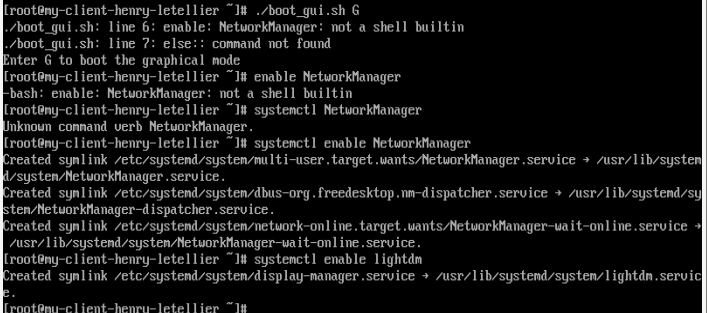 [root@my-client-henry-letellier ~]# ./boot_gui.sh G
./boot_gui.sh: line 6: enable: NetworkManager: not a shell builtin
./boot_gui.sh: line 7: else:: command not found
Enter G to boot the graphical mode
[root@my-client-henry-letellier ~]# enable NetworkManager
-bash: enable: NetworkManager: not a shell builtin
[root@my-client-henry-letellier ~]# systemctl NetworkManager
Unknown command verb NetworkManager.
[root@my-client-henry-letellier ~]# systemctl enable NetworkManager
Created symlink /etc/systemd/system/multi-user.target.wants/NetworkManager.service → /usr/lib/system
d/system/NetworkManager.service.
Created symlink /etc/systemd/system/dbus-org.freedesktop.nm-dispatcher.service → /usr/lib/systemd/sy
stem/NetworkManager-dispatcher.service.
Created symlink /etc/systemd/system/network-online.target.wants/NetworkManager-wait-online.service →
/usr/lib/systemd/system/NetworkManager-wait-online.service.
[root@my-client-henry-letellier ~]# systemctl enable lightdm
Created symlink /etc/systemd/system/display-manager.service → /usr/lib/systemd/system/lightdm.servic
e.
[root@my-client-henry-letellier ~]#